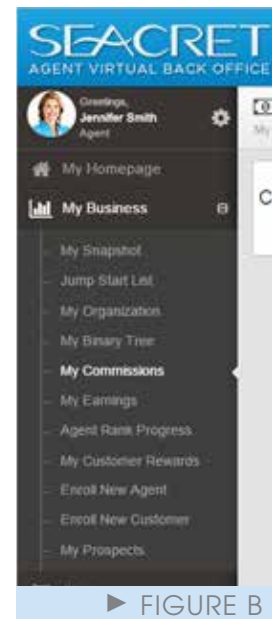 SEACRET
AGENT VIRTUAL BACK OFFICE
Greetings,
Jennifer Smith
Agent
My
My Homepage
My Business
C
My Snapshot
Jump Start List
My Organization
My Binary Tree
My Commissions
My Earnings
Agent Rank Progress
My Customer Rewards
Enroll New Agent
Enroll New Customer
My Prospects
► FIGURE B